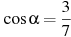 cos α = 3/7